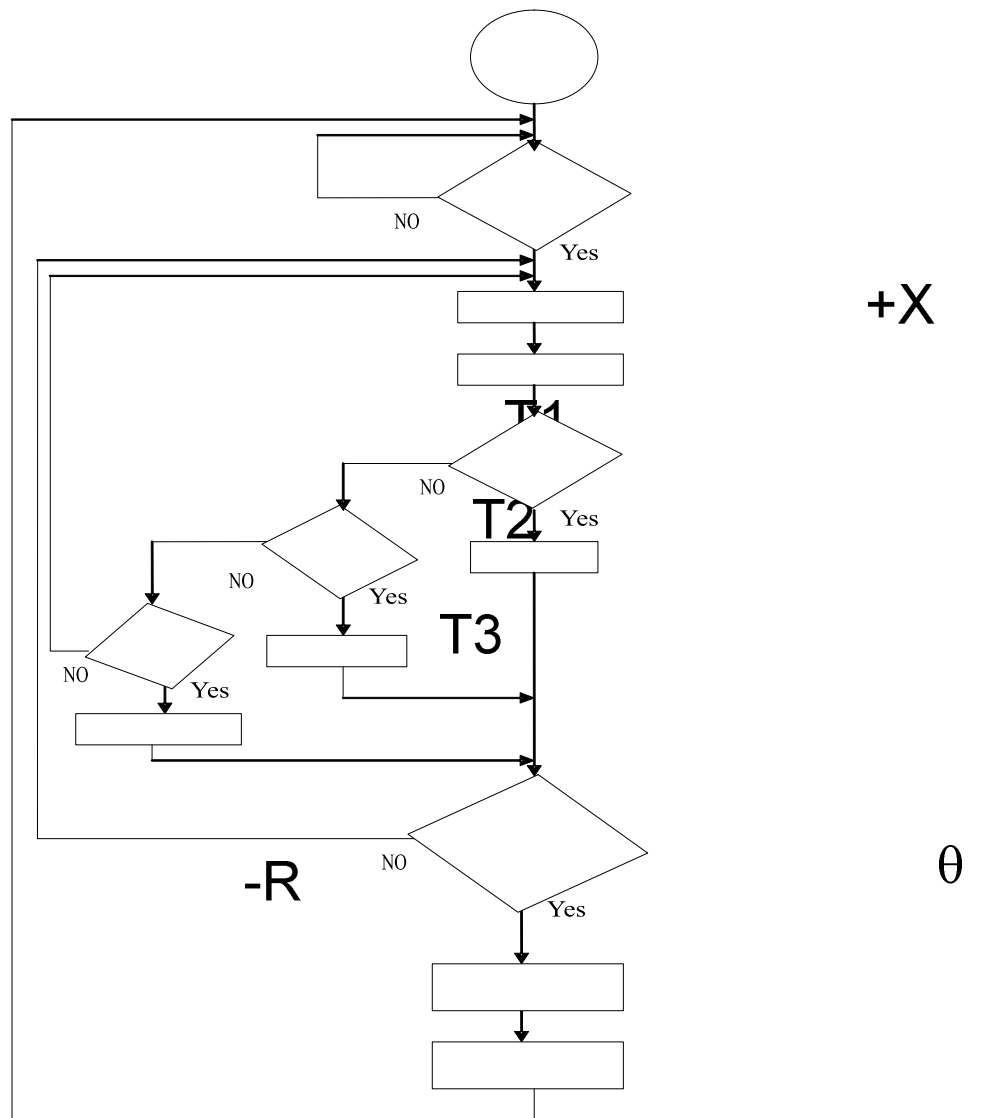 NO
Yes
+X
T1
NO
T2
Yes
NO
Yes
T3
NO
Yes
NO
-R
θ
Yes